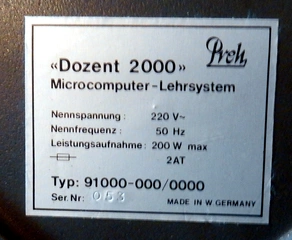 Preh
«Dozent 2000»
Microcomputer-Lehrsystem
Nennspannung : 220 V~
Nennfrequenz : 50 Hz
Leistungsaufnahme: 200 W max
2AT
Typ: 91000-000/0000
Ser. Nr: 053
MADE IN W GERMANY